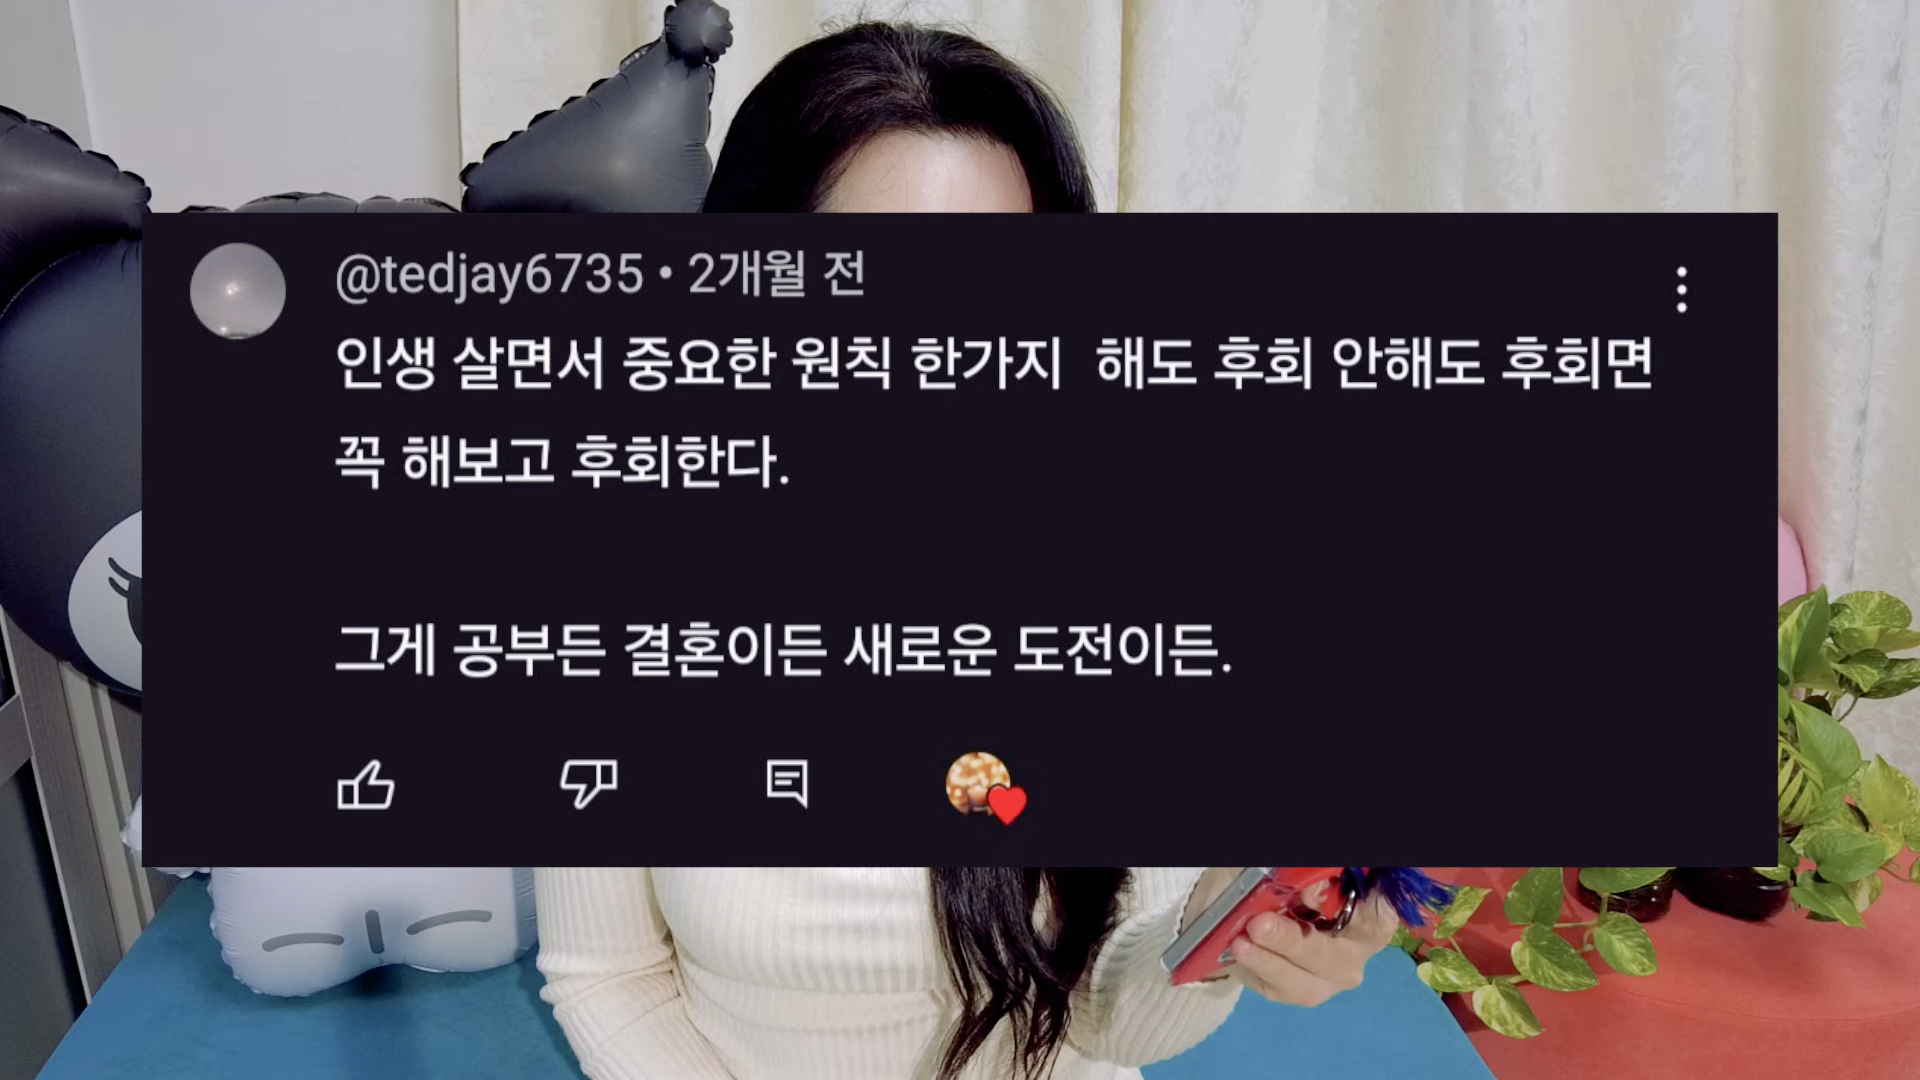 @tedjay6735 • 2개월 전
인생 살면서 중요한 원칙 한가지  해도 후회 안해도 후회면
꼭 해보고 후회한다.
그게 공부든 결혼이든 새로운 도전이든.